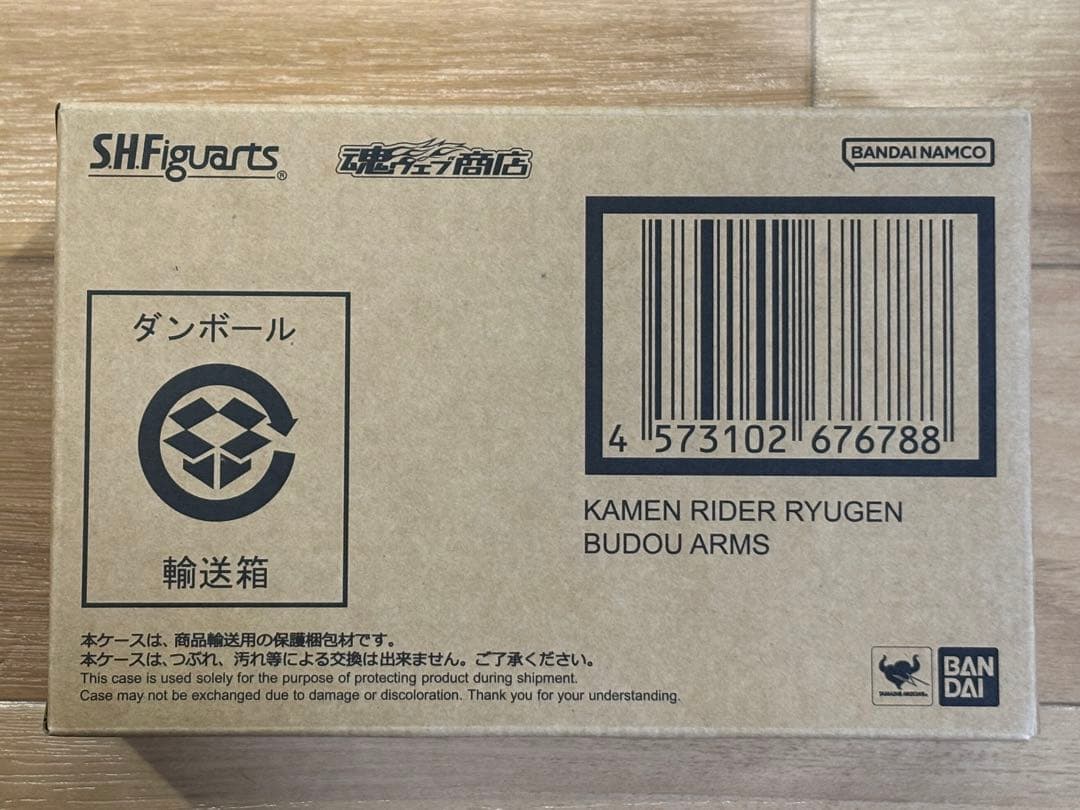 S.H.Figuarts®
魂ウェブ商店
BANDAI NAMCO
4 573102 676788
KAMEN RIDER RYUGEN
BUDOU ARMS
ダンボール
輸送箱
本ケースは、商品輸送用の保護梱包材です。
本ケースは、つぶれ、汚れ等による交換は出来ません。ご了承ください。
This case is used solely for the purpose of protecting product during shipment.
Case may not be exchanged due to damage or discoloration. Thank you for your understanding.
BAN
DAI